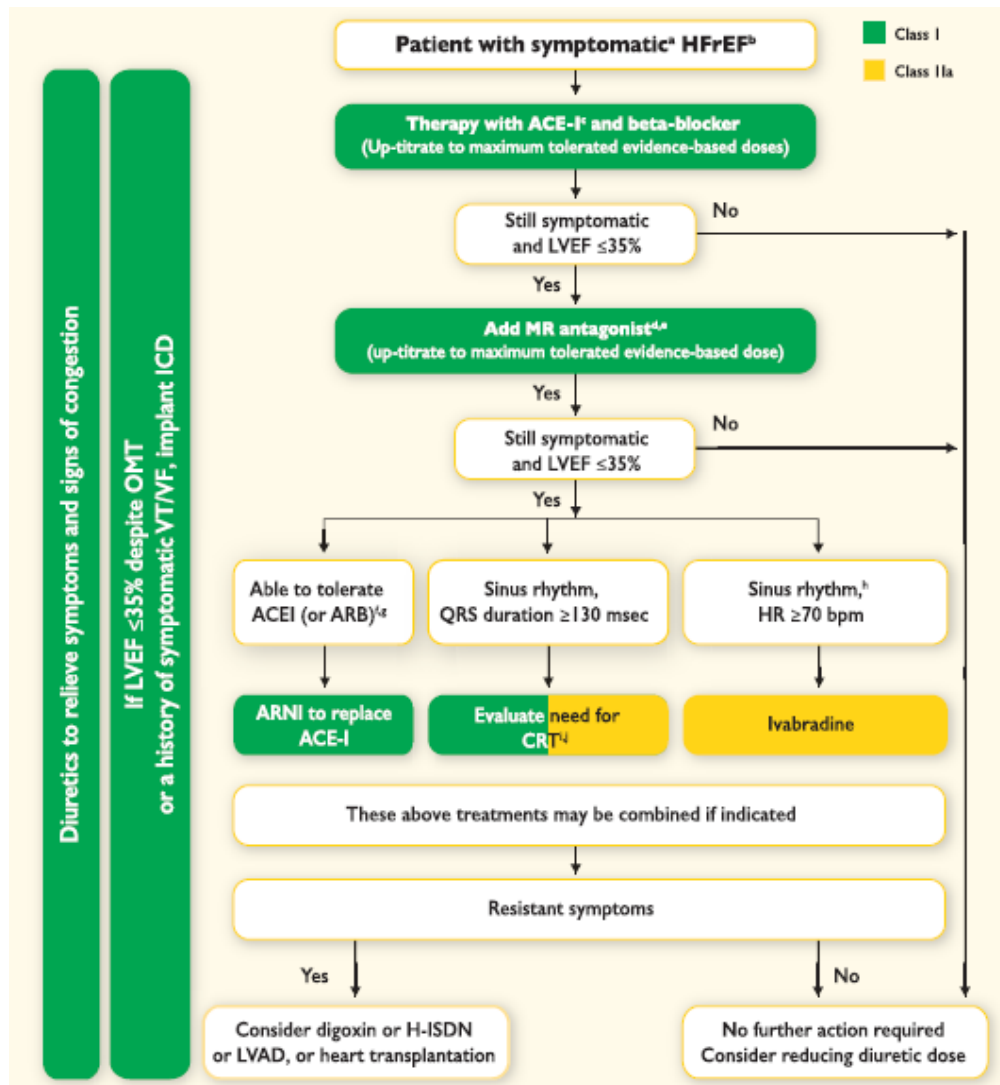 Patient with symptomaticᵃ HFrEFᵇ
Class I
Class IIa
Therapy with ACE-Iᶜ and beta-blocker
(Up-titrate to maximum tolerated evidence-based doses)
Still symptomatic
and LVEF ≤35%
No
Yes
Add MR antagonistᵈ,ᵉ
(up-titrate to maximum tolerated evidence-based dose)
Yes
Still symptomatic
and LVEF ≤35%
No
Yes
Able to tolerate
ACEI (or ARB)ᶠ,ᵍ
Sinus rhythm,
QRS duration ≥130 msec
Sinus rhythm,ʰ
HR ≥70 bpm
ARNI to replace
ACE-I
Evaluate need for
CRTⁱ,ʲ
Ivabradine
These above treatments may be combined if indicated
Resistant symptoms
Yes
No
Consider digoxin or H-ISDN
or LVAD, or heart transplantation
No further action required
Consider reducing diuretic dose
Diuretics to relieve symptoms and signs of congestion
If LVEF ≤35% despite OMT
or a history of symptomatic VT/VF, implant ICD